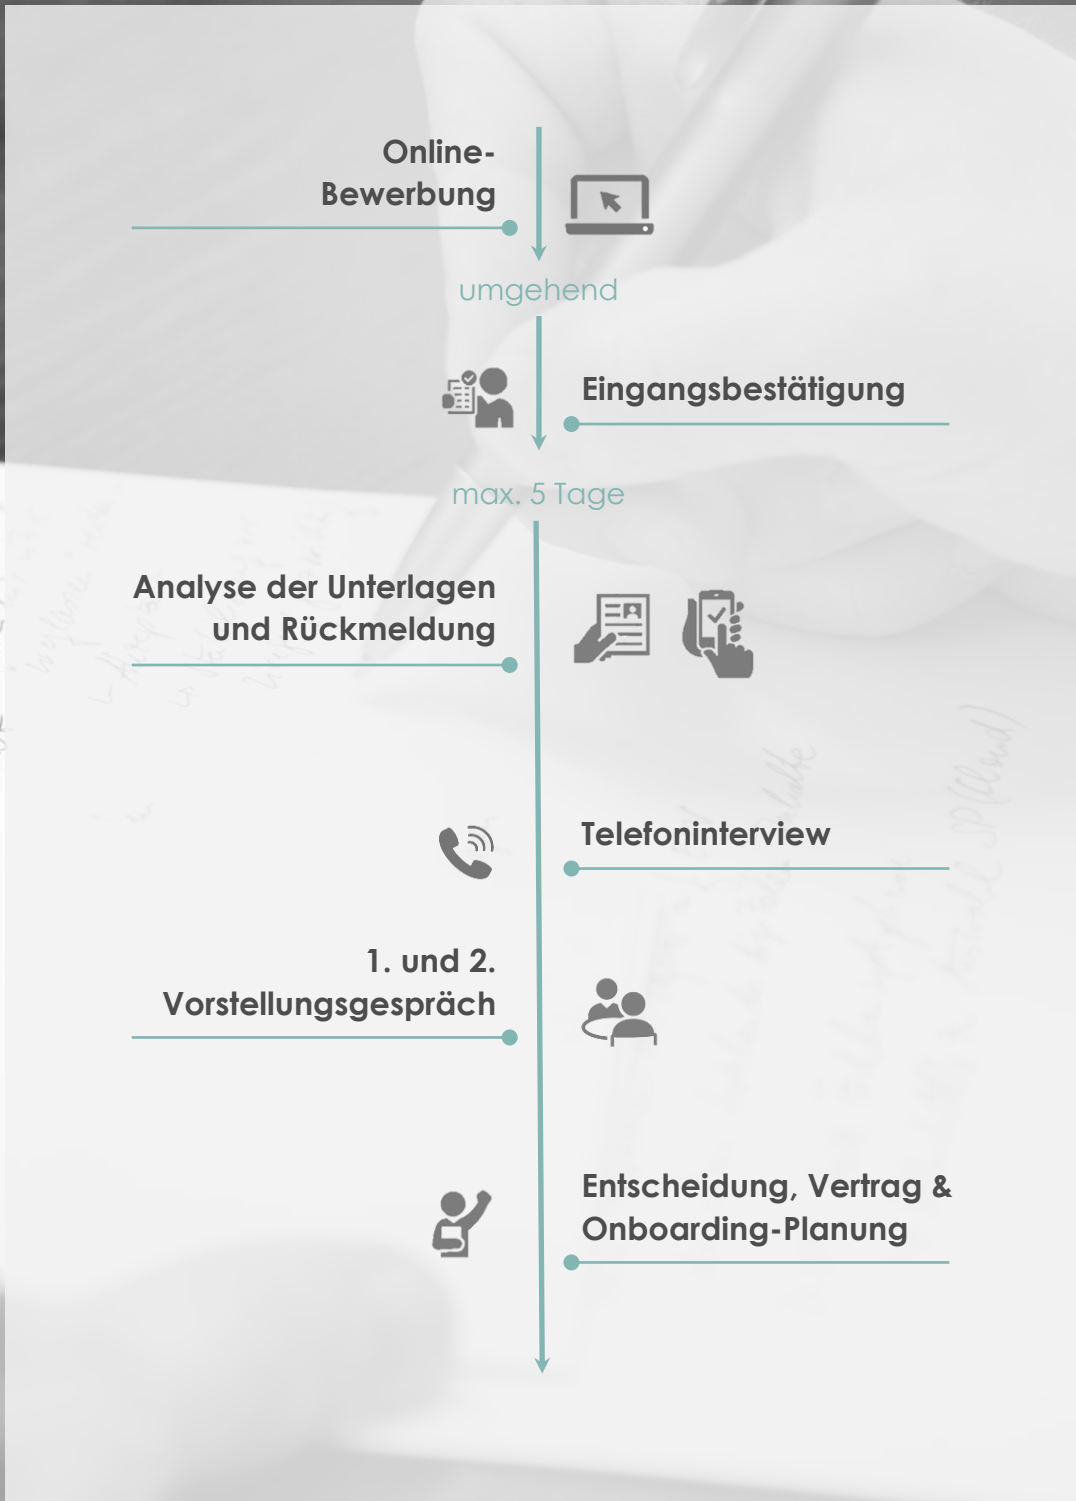 Online-
Bewerbung
umgehend
Eingangsbestätigung
max. 5 Tage
Analyse der Unterlagen
und Rückmeldung
Telefoninterview
1. und 2.
Vorstellungsgespräch
Entscheidung, Vertrag &
Onboarding-Planung